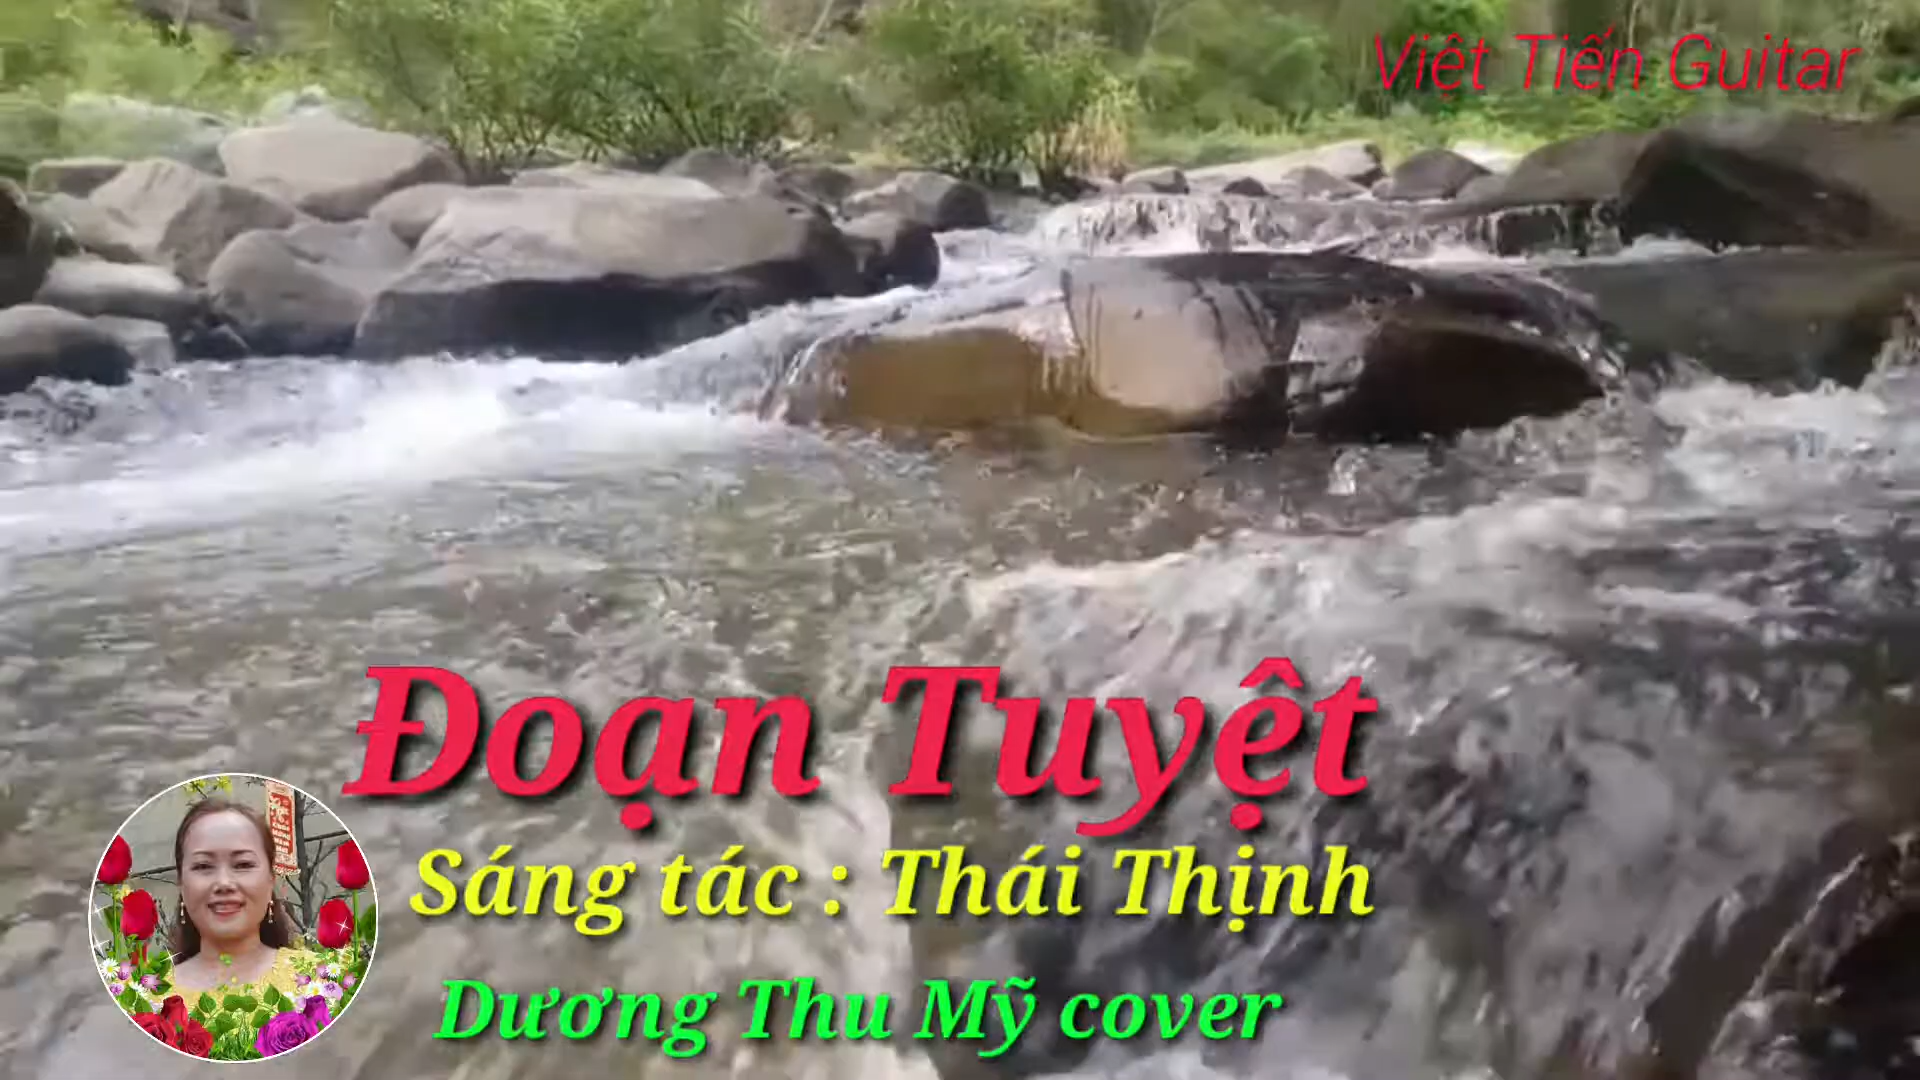 Việt Tiến Guitar
Đoạn Tuyệt
Sáng tác : Thái Thịnh
Dương Thu Mỹ cover